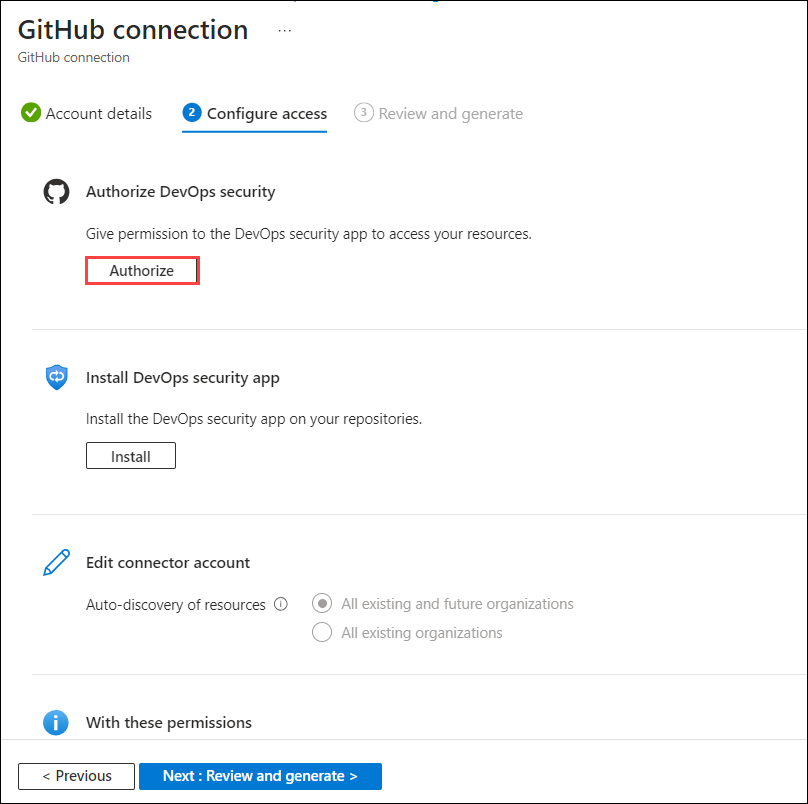 GitHub connection ...
GitHub connection
Account details 2 Configure access 3 Review and generate
Authorize DevOps security
Give permission to the DevOps security app to access your resources.
Authorize
Install DevOps security app
Install the DevOps security app on your repositories.
Install
Edit connector account
Auto-discovery of resources i All existing and future organizations
All existing organizations
i With these permissions
< Previous Next : Review and generate >